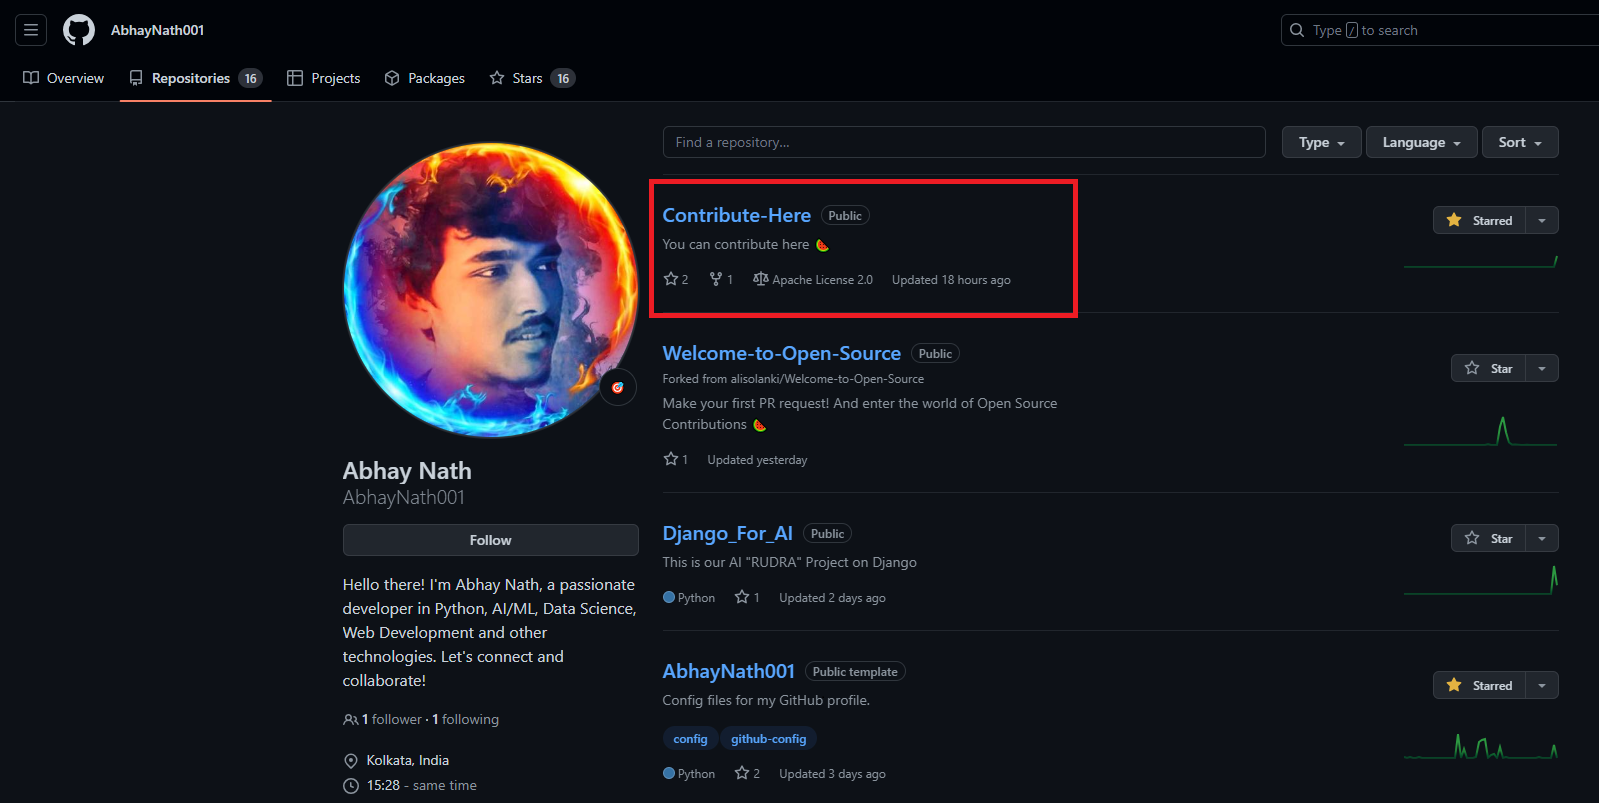 AbhayNath001
Type / to search
Overview
Repositories 16
Projects
Packages
Stars 16
Find a repository...
Type
Language
Sort
Contribute-Here Public
Starred
You can contribute here
2 1 Apache License 2.0 Updated 18 hours ago
Welcome-to-Open-Source Public
Star
Forked from alisolanki/Welcome-to-Open-Source
Make your first PR request! And enter the world of Open Source
Contributions
1 Updated yesterday
Django_For_AI Public
Star
This is our AI "RUDRA" Project on Django
Python 1 Updated 2 days ago
AbhayNath001 Public template
Starred
Config files for my GitHub profile.
config github-config
Python 2 Updated 3 days ago
Abhay Nath
AbhayNath001
Follow
Hello there! I'm Abhay Nath, a passionate
developer in Python, AI/ML, Data Science,
Web Development and other
technologies. Let's connect and
collaborate!
1 follower · 1 following
Kolkata, India
15:28 - same time